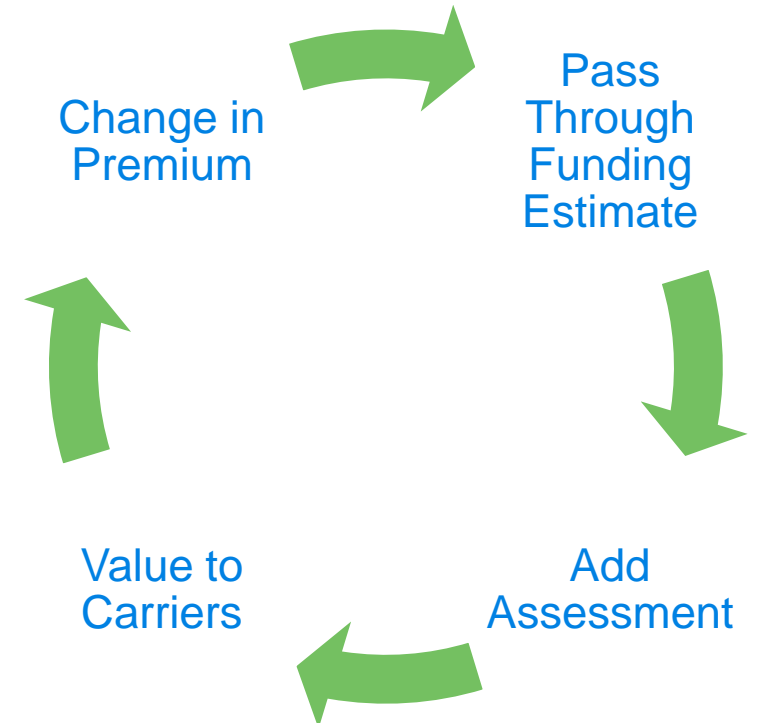 Change in
Premium
Pass
Through
Funding
Estimate
Add
Assessment
Value to
Carriers